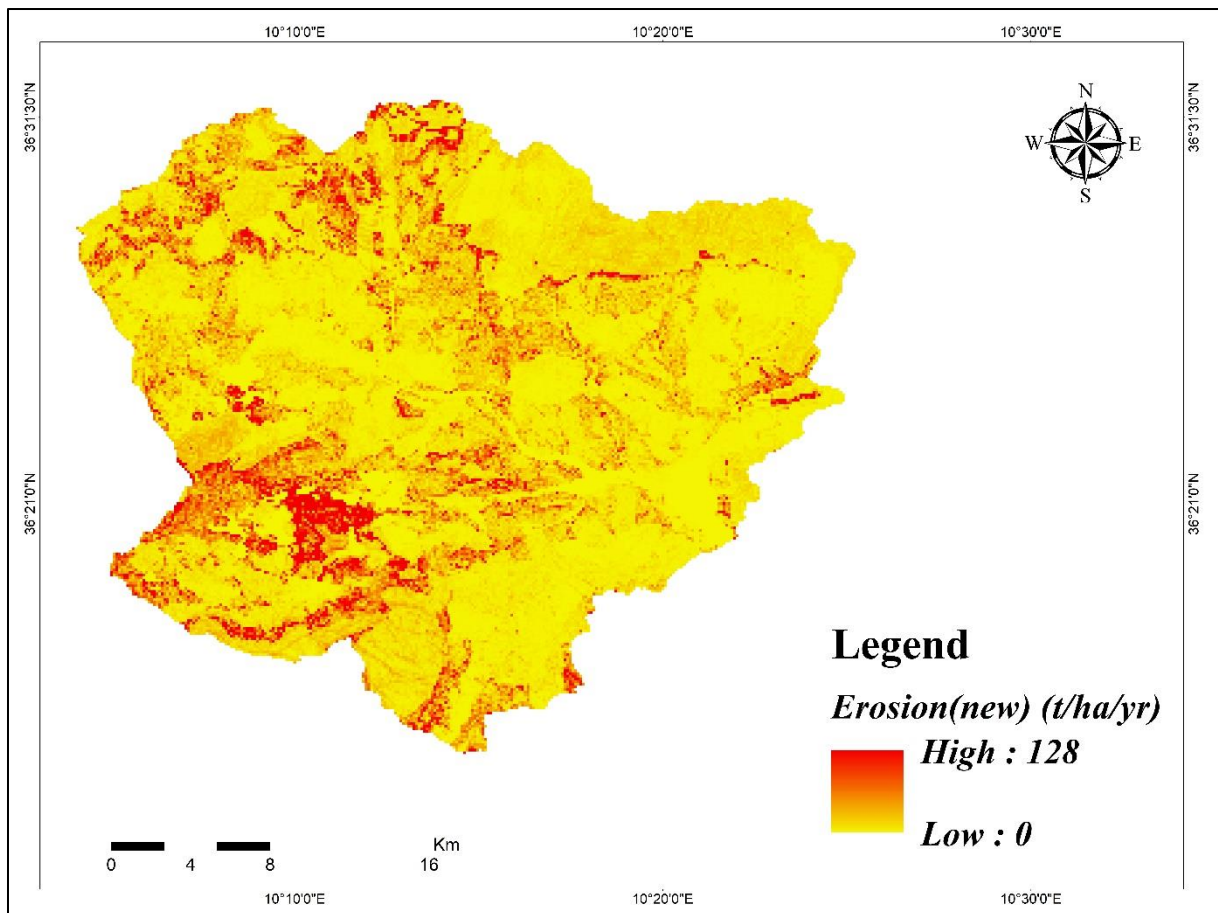 10°10'0"E 10°20'0"E 10°30'0"E
36°31'30"N 36°31'30"N
N
W E
S
36°21'0"N 36°21'0"N
Legend
Erosion(new) (t/ha/yr)
High : 128
Low : 0
Km
0 4 8 16
10°10'0"E 10°20'0"E 10°30'0"E